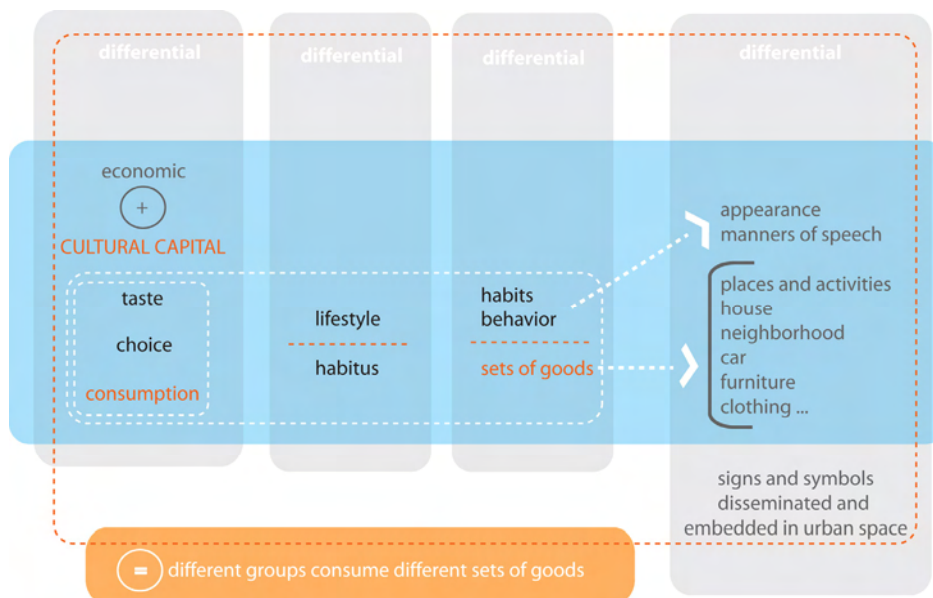 differential
differential
differential
differential
economic
+
CULTURAL CAPITAL
taste
choice
consumption
lifestyle
habitus
habits
behavior
sets of goods
appearance
manners of speech
places and activities
house
neighborhood
car
furniture
clothing ...
signs and symbols
disseminated and
embedded in urban space
= different groups consume different sets of goods